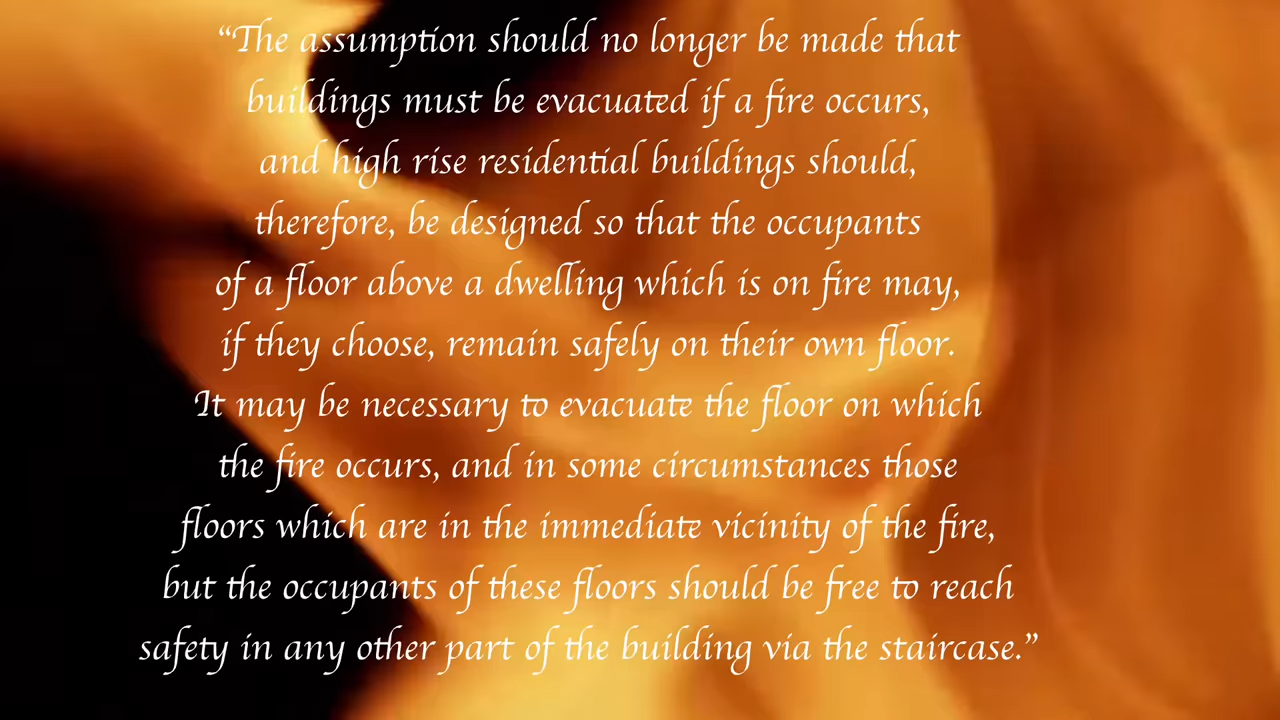 “The assumption should no longer be made that
buildings must be evacuated if a fire occurs,
and high rise residential buildings should,
therefore, be designed so that the occupants
of a floor above a dwelling which is on fire may,
if they choose, remain safely on their own floor.
It may be necessary to evacuate the floor on which
the fire occurs, and in some circumstances those
floors which are in the immediate vicinity of the fire,
but the occupants of these floors should be free to reach
safety in any other part of the building via the staircase.”